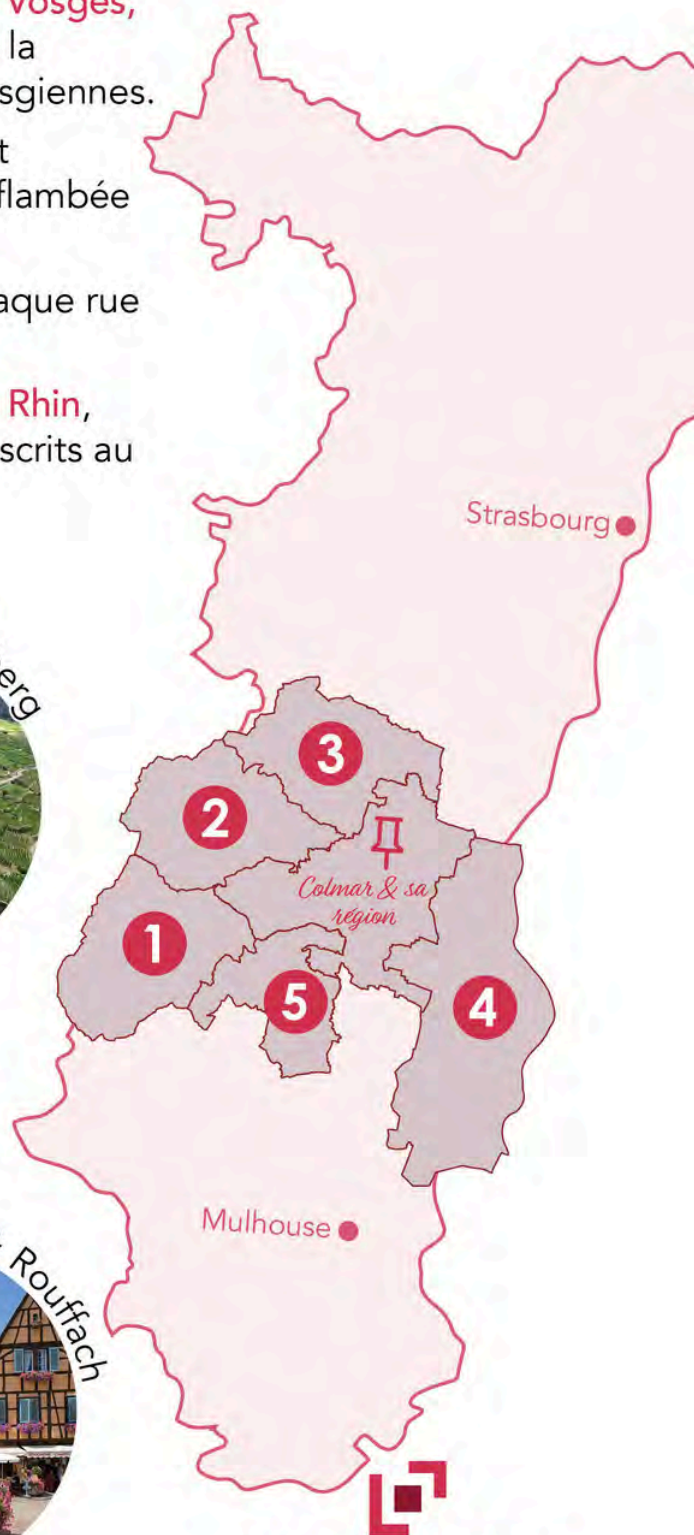 Vosges,
la
sgiennes.
t
flambée
aque rue
Rhin,
scrits au
erg
Strasbourg
3
2
Colmar & sa
région
1
5
4
Mulhouse
, Rouffach